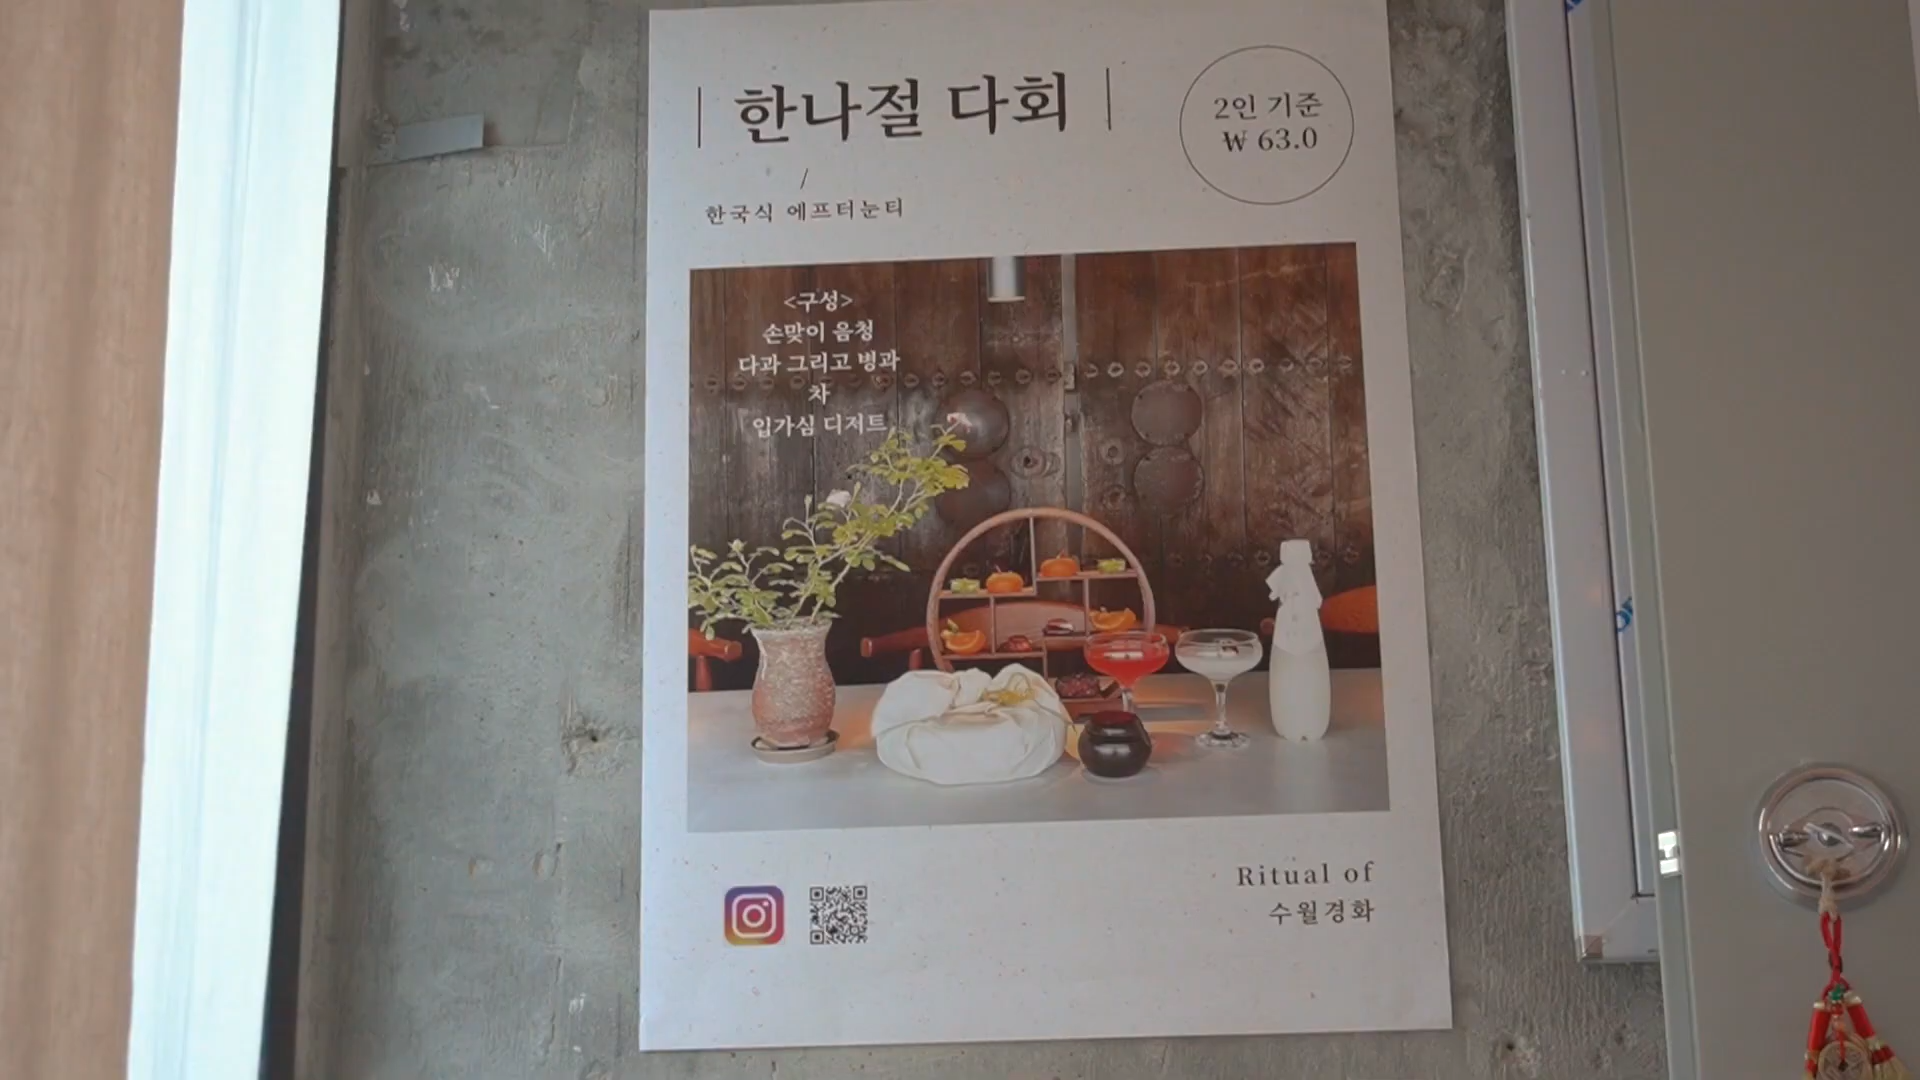 한나절 다회
2인 기준
₩ 63.0
/
한국식 에프터눈티
<구성>
손맞이 음청
다과 그리고 병과
차
입가심 디저트
Ritual of
수월경화